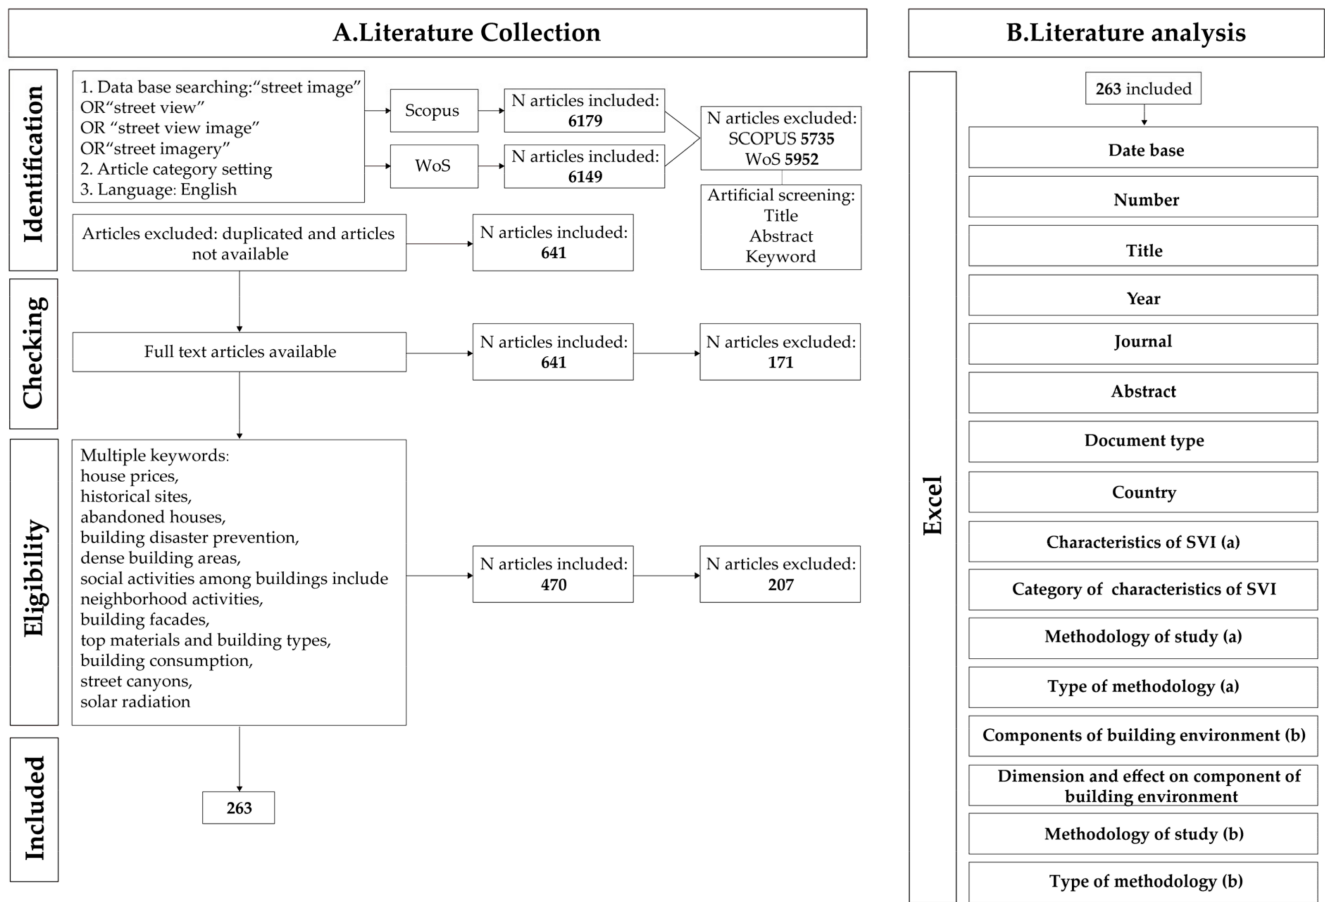 A.Literature Collection
Identification
1. Data base searching:“street image”
OR“street view”
OR “street view image”
OR“street imagery”
2. Article category setting
3. Language: English
Scopus
N articles included:
6179
WoS
N articles included:
6149
N articles excluded:
SCOPUS 5735
WoS 5952
Artificial screening:
Title
Abstract
Keyword
Articles excluded: duplicated and articles
not available
N articles included:
641
Checking
Full text articles available
N articles included:
641
N articles excluded:
171
Eligibility
Multiple keywords:
house prices,
historical sites,
abandoned houses,
building disaster prevention,
dense building areas,
social activities among buildings include
neighborhood activities,
building facades,
top materials and building types,
building consumption,
street canyons,
solar radiation
N articles included:
470
N articles excluded:
207
Included
263
B.Literature analysis
Excel
263 included
Date base
Number
Title
Year
Journal
Abstract
Document type
Country
Characteristics of SVI (a)
Category of characteristics of SVI
Methodology of study (a)
Type of methodology (a)
Components of building environment (b)
Dimension and effect on component of
building environment
Methodology of study (b)
Type of methodology (b)